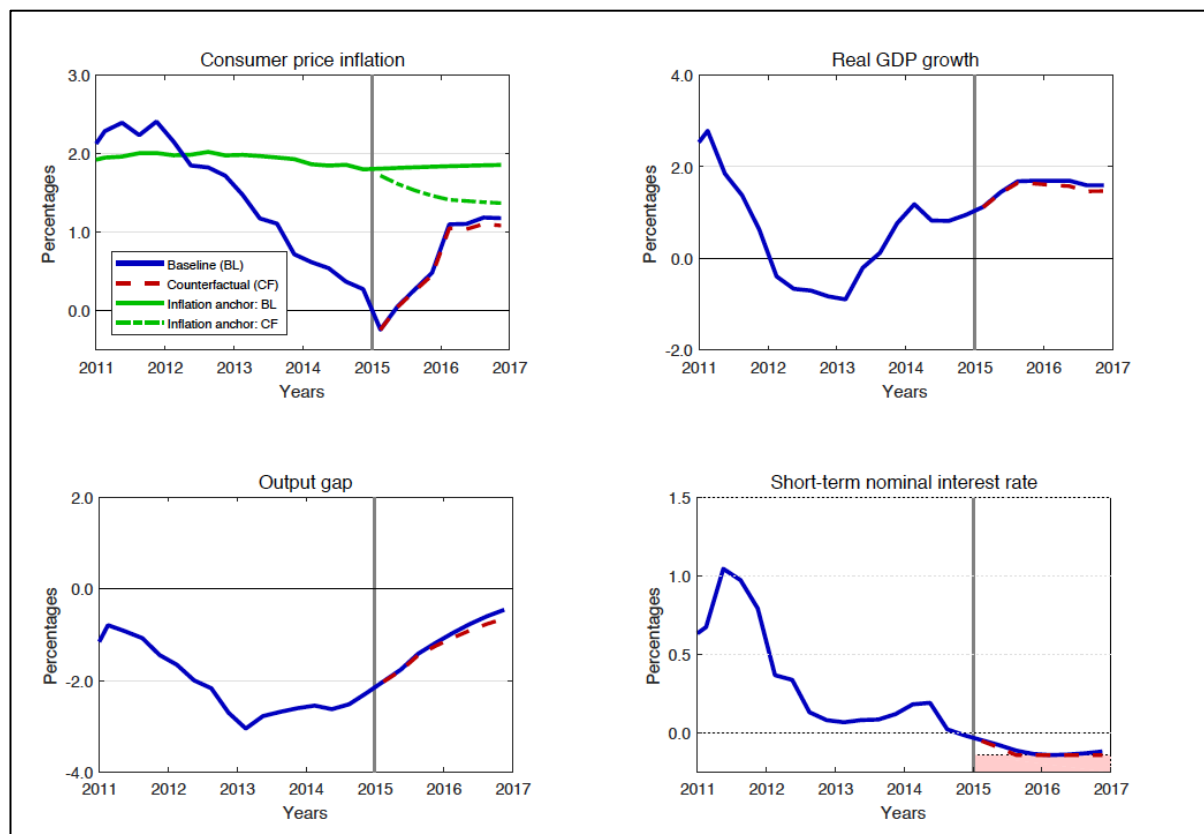 Consumer price inflation
3.0
2.0
1.0
0.0
Percentages
Baseline (BL)
Counterfactual (CF)
Inflation anchor: BL
Inflation anchor: CF
2011 2012 2013 2014 2015 2016 2017
Years
Real GDP growth
4.0
2.0
0.0
-2.0
Percentages
2011 2012 2013 2014 2015 2016 2017
Years
Output gap
2.0
0.0
-2.0
-4.0
Percentages
2011 2012 2013 2014 2015 2016 2017
Years
Short-term nominal interest rate
1.5
1.0
0.5
0.0
Percentages
2011 2012 2013 2014 2015 2016 2017
Years